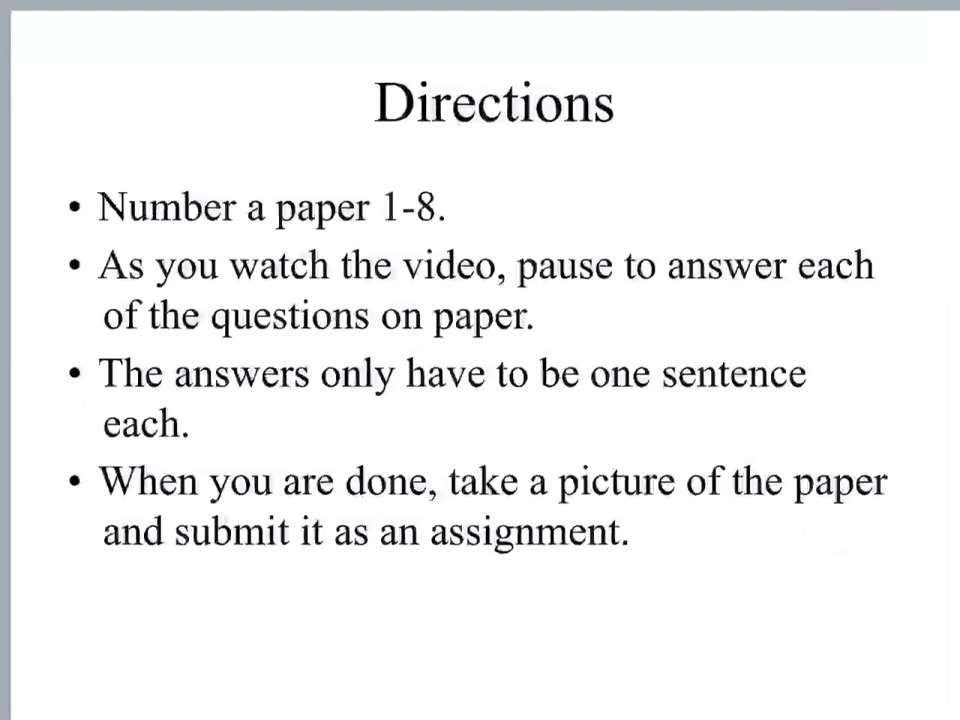 Directions
• Number a paper 1-8.
• As you watch the video, pause to answer each
of the questions on paper.
• The answers only have to be one sentence
each.
• When you are done, take a picture of the paper
and submit it as an assignment.